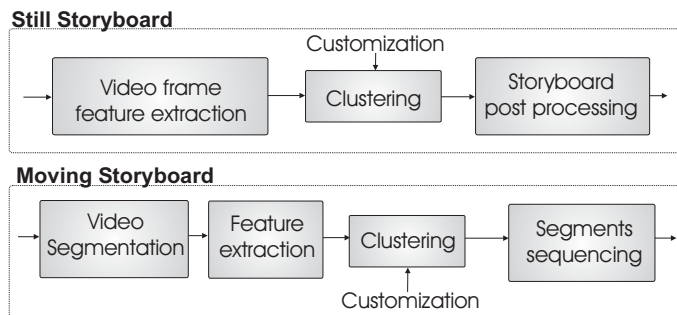 Still Storyboard
Customization
Video frame
feature extraction
Clustering
Storyboard
post processing
Moving Storyboard
Video
Segmentation
Feature
extraction
Clustering
Segments
sequencing
Customization